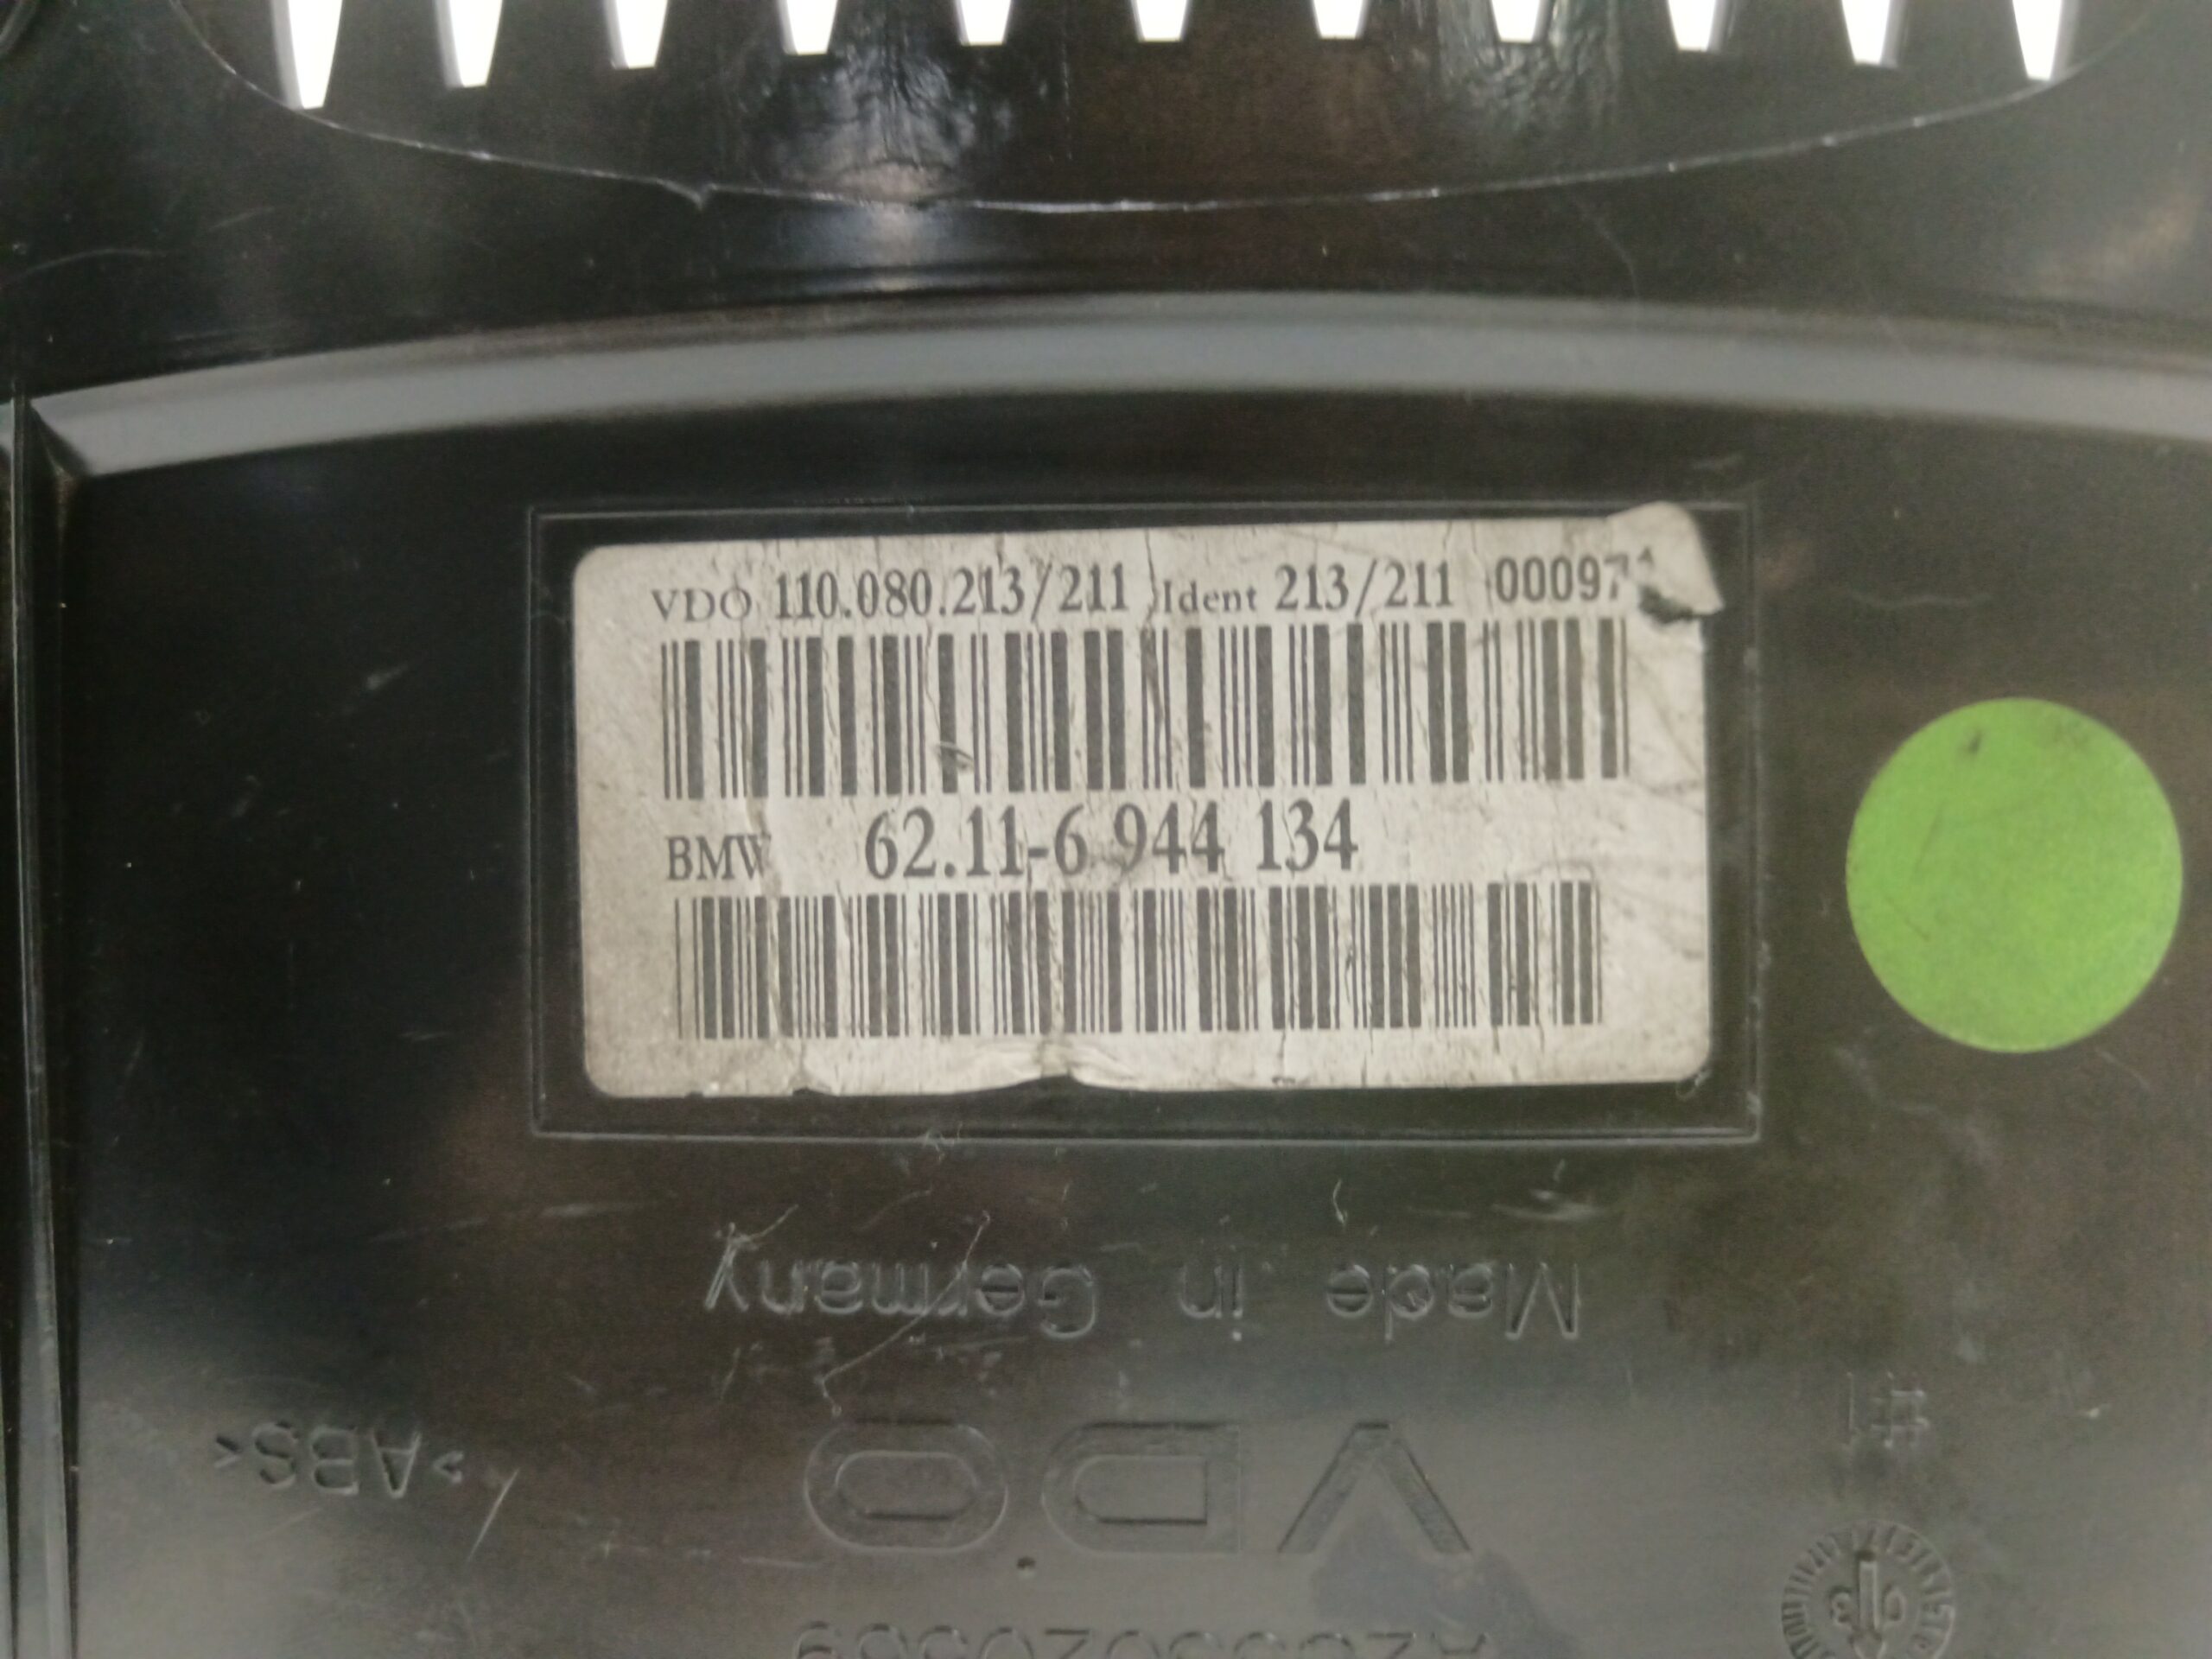 VDO 110.080.213/211 Ident 213/211 00097
BMW 62.11-6 944 134
Made in Germany
#1
>ABS<
VDO